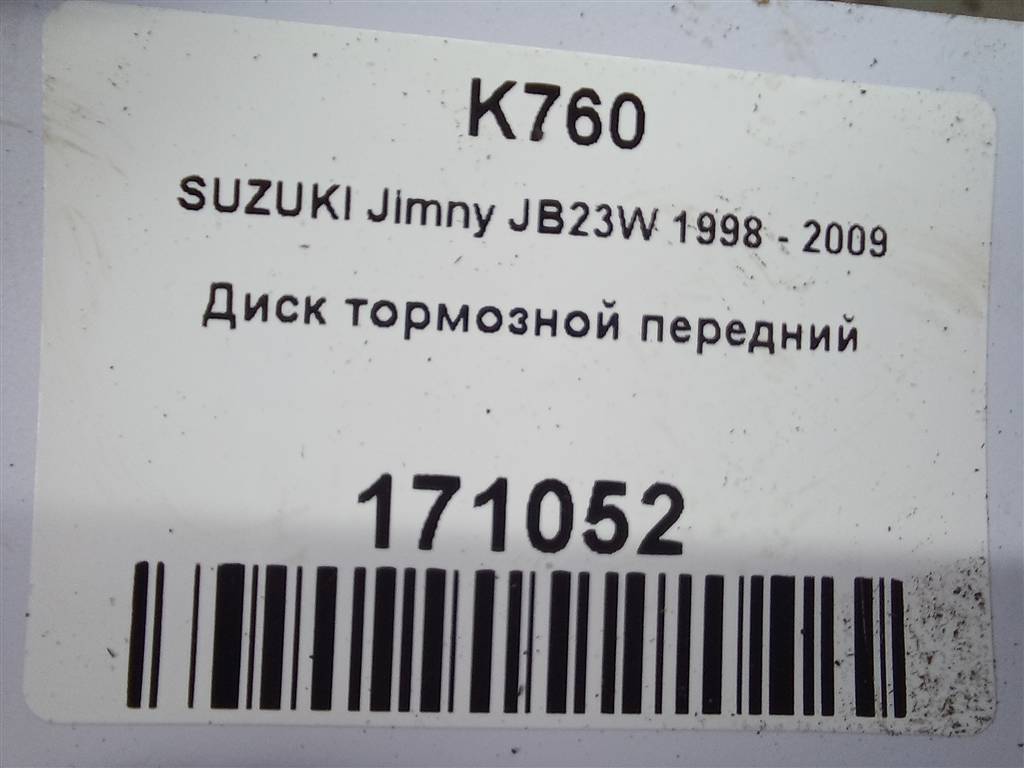 K760
SUZUKI Jimny JB23W 1998 - 2009
Диск тормозной передний
171052